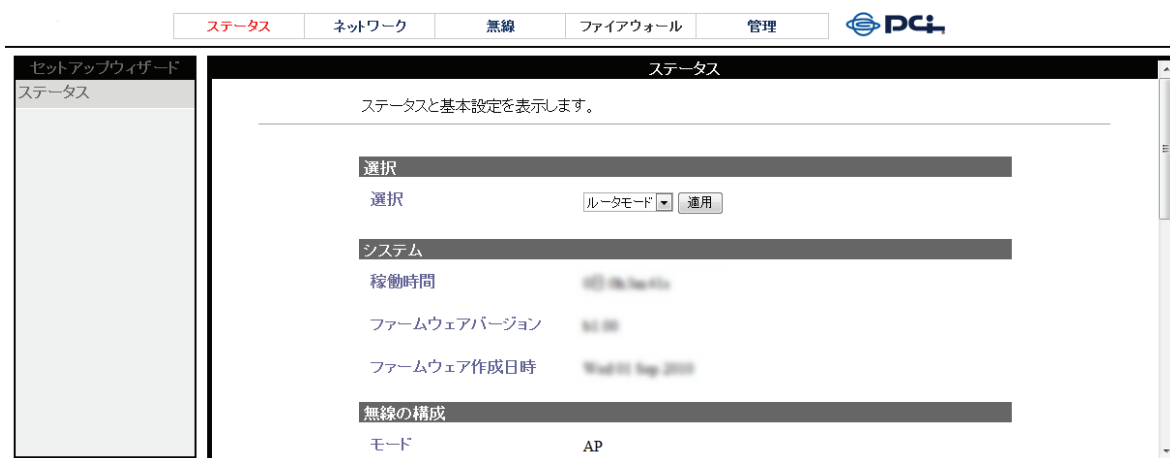 ステータス ネットワーク 無線 ファイアウォール 管理 PCi
セットアップウィザード
ステータス
ステータス
ステータスと基本設定を表示します。
選択
選択 ルータモード 適用
システム
稼働時間
ファームウェアバージョン
ファームウェア作成日時 Wed 01 Sep 2010
無線の構成
モード AP